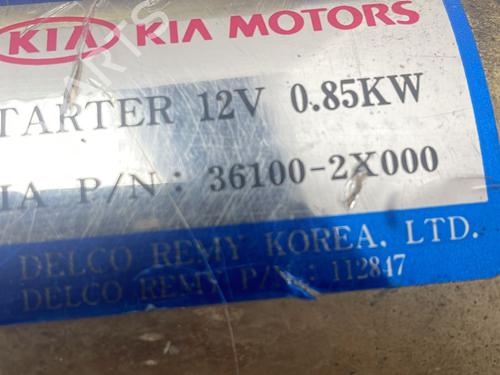 KIA KIA MOTORS
TARTER 12V 0.85KW
IA P/N: 36100-2X000
DELCO REMY KOREA. LTD.
DELCO REMY P/N : 112847